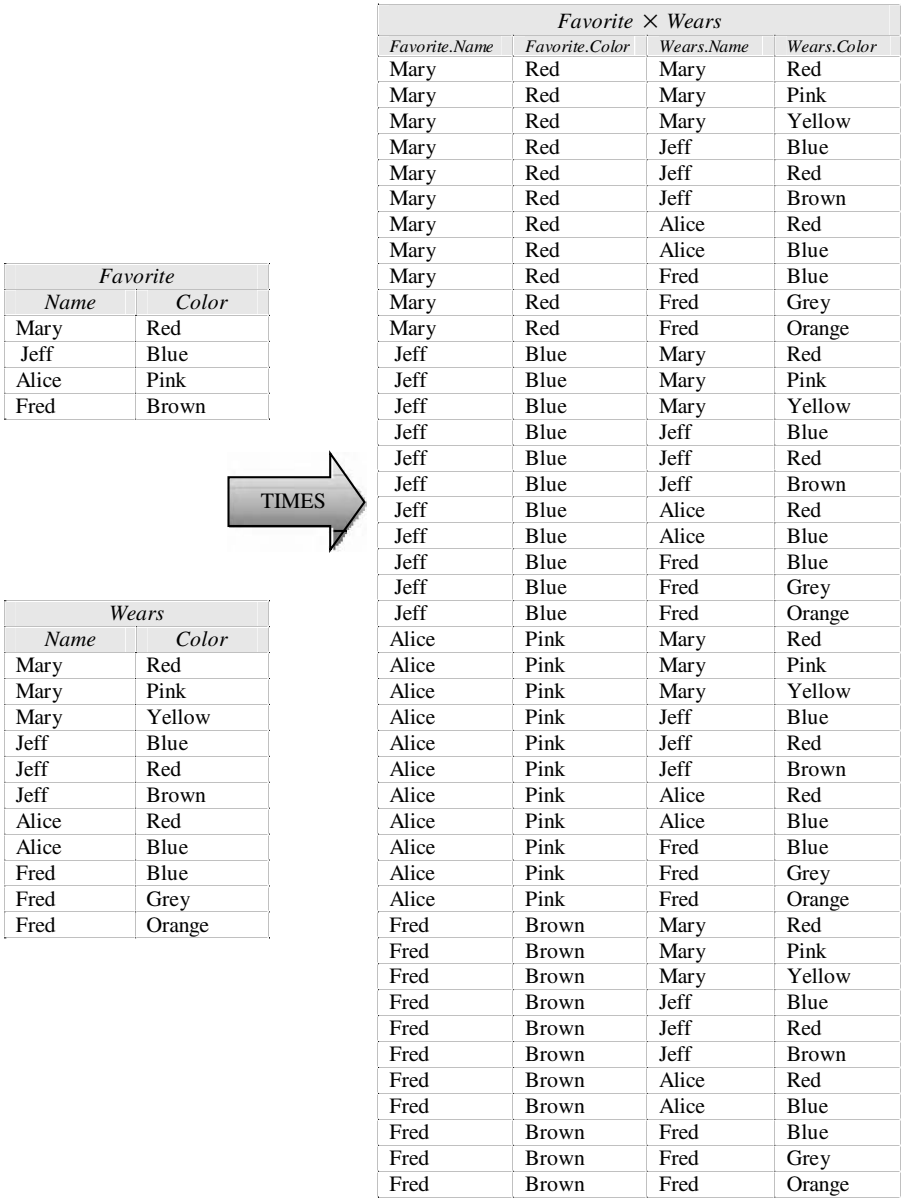 Favorite
Name Color
Mary Red
Jeff Blue
Alice Pink
Fred Brown
TIMES
Wears
Name Color
Mary Red
Mary Pink
Mary Yellow
Jeff Blue
Jeff Red
Jeff Brown
Alice Red
Alice Blue
Fred Blue
Fred Grey
Fred Orange
Favorite × Wears
Favorite.Name Favorite.Color Wears.Name Wears.Color
Mary Red Mary Red
Mary Red Mary Pink
Mary Red Mary Yellow
Mary Red Jeff Blue
Mary Red Jeff Red
Mary Red Jeff Brown
Mary Red Alice Red
Mary Red Alice Blue
Mary Red Fred Blue
Mary Red Fred Grey
Mary Red Fred Orange
Jeff Blue Mary Red
Jeff Blue Mary Pink
Jeff Blue Mary Yellow
Jeff Blue Jeff Blue
Jeff Blue Jeff Red
Jeff Blue Jeff Brown
Jeff Blue Alice Red
Jeff Blue Alice Blue
Jeff Blue Fred Blue
Jeff Blue Fred Grey
Jeff Blue Fred Orange
Alice Pink Mary Red
Alice Pink Mary Pink
Alice Pink Mary Yellow
Alice Pink Jeff Blue
Alice Pink Jeff Red
Alice Pink Jeff Brown
Alice Pink Alice Red
Alice Pink Alice Blue
Alice Pink Fred Blue
Alice Pink Fred Grey
Alice Pink Fred Orange
Fred Brown Mary Red
Fred Brown Mary Pink
Fred Brown Mary Yellow
Fred Brown Jeff Blue
Fred Brown Jeff Red
Fred Brown Jeff Brown
Fred Brown Alice Red
Fred Brown Alice Blue
Fred Brown Fred Blue
Fred Brown Fred Grey
Fred Brown Fred Orange